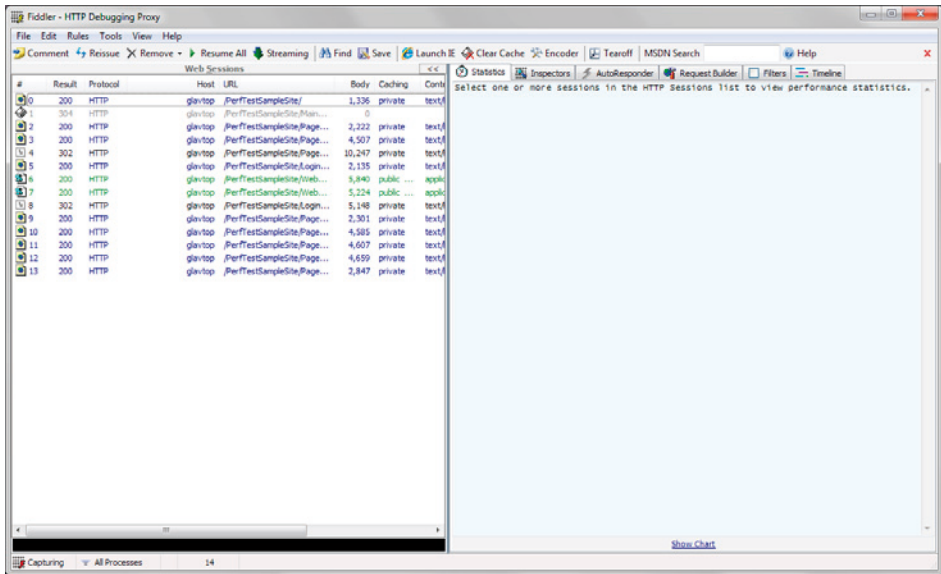 Fiddler - HTTP Debugging Proxy
File Edit Rules Tools View Help
Comment Reissue Remove Resume All Streaming Find Save Launch IE Clear Cache Encoder Tearoff MSDN Search Help x
Web Sessions <<
Statistics Inspectors AutoResponder Request Builder Filters Timeline
# Result Protocol Host URL Body Caching Conte
Select one or more sessions in the HTTP Sessions list to view performance statistics.
0 200 HTTP glavtop /PerfTestSampleSite/ 1,336 private text/
1 304 HTTP glavtop /PerfTestSampleSite/Main... 0
2 200 HTTP glavtop /PerfTestSampleSite/Page... 2,222 private text/
3 200 HTTP glavtop /PerfTestSampleSite/Page... 4,507 private text/
4 302 HTTP glavtop /PerfTestSampleSite/Page... 10,247 private text/
5 200 HTTP glavtop /PerfTestSampleSite/Login... 2,135 private text/
6 200 HTTP glavtop /PerfTestSampleSite/Web... 5,840 public ... applic
7 200 HTTP glavtop /PerfTestSampleSite/Web... 5,224 public ... applic
8 302 HTTP glavtop /PerfTestSampleSite/Login... 5,148 private text/
9 200 HTTP glavtop /PerfTestSampleSite/Page... 2,301 private text/
10 200 HTTP glavtop /PerfTestSampleSite/Page... 4,585 private text/
11 200 HTTP glavtop /PerfTestSampleSite/Page... 4,607 private text/
12 200 HTTP glavtop /PerfTestSampleSite/Page... 4,659 private text/
13 200 HTTP glavtop /PerfTestSampleSite/Page... 2,847 private text/
Show Chart
Capturing All Processes 14